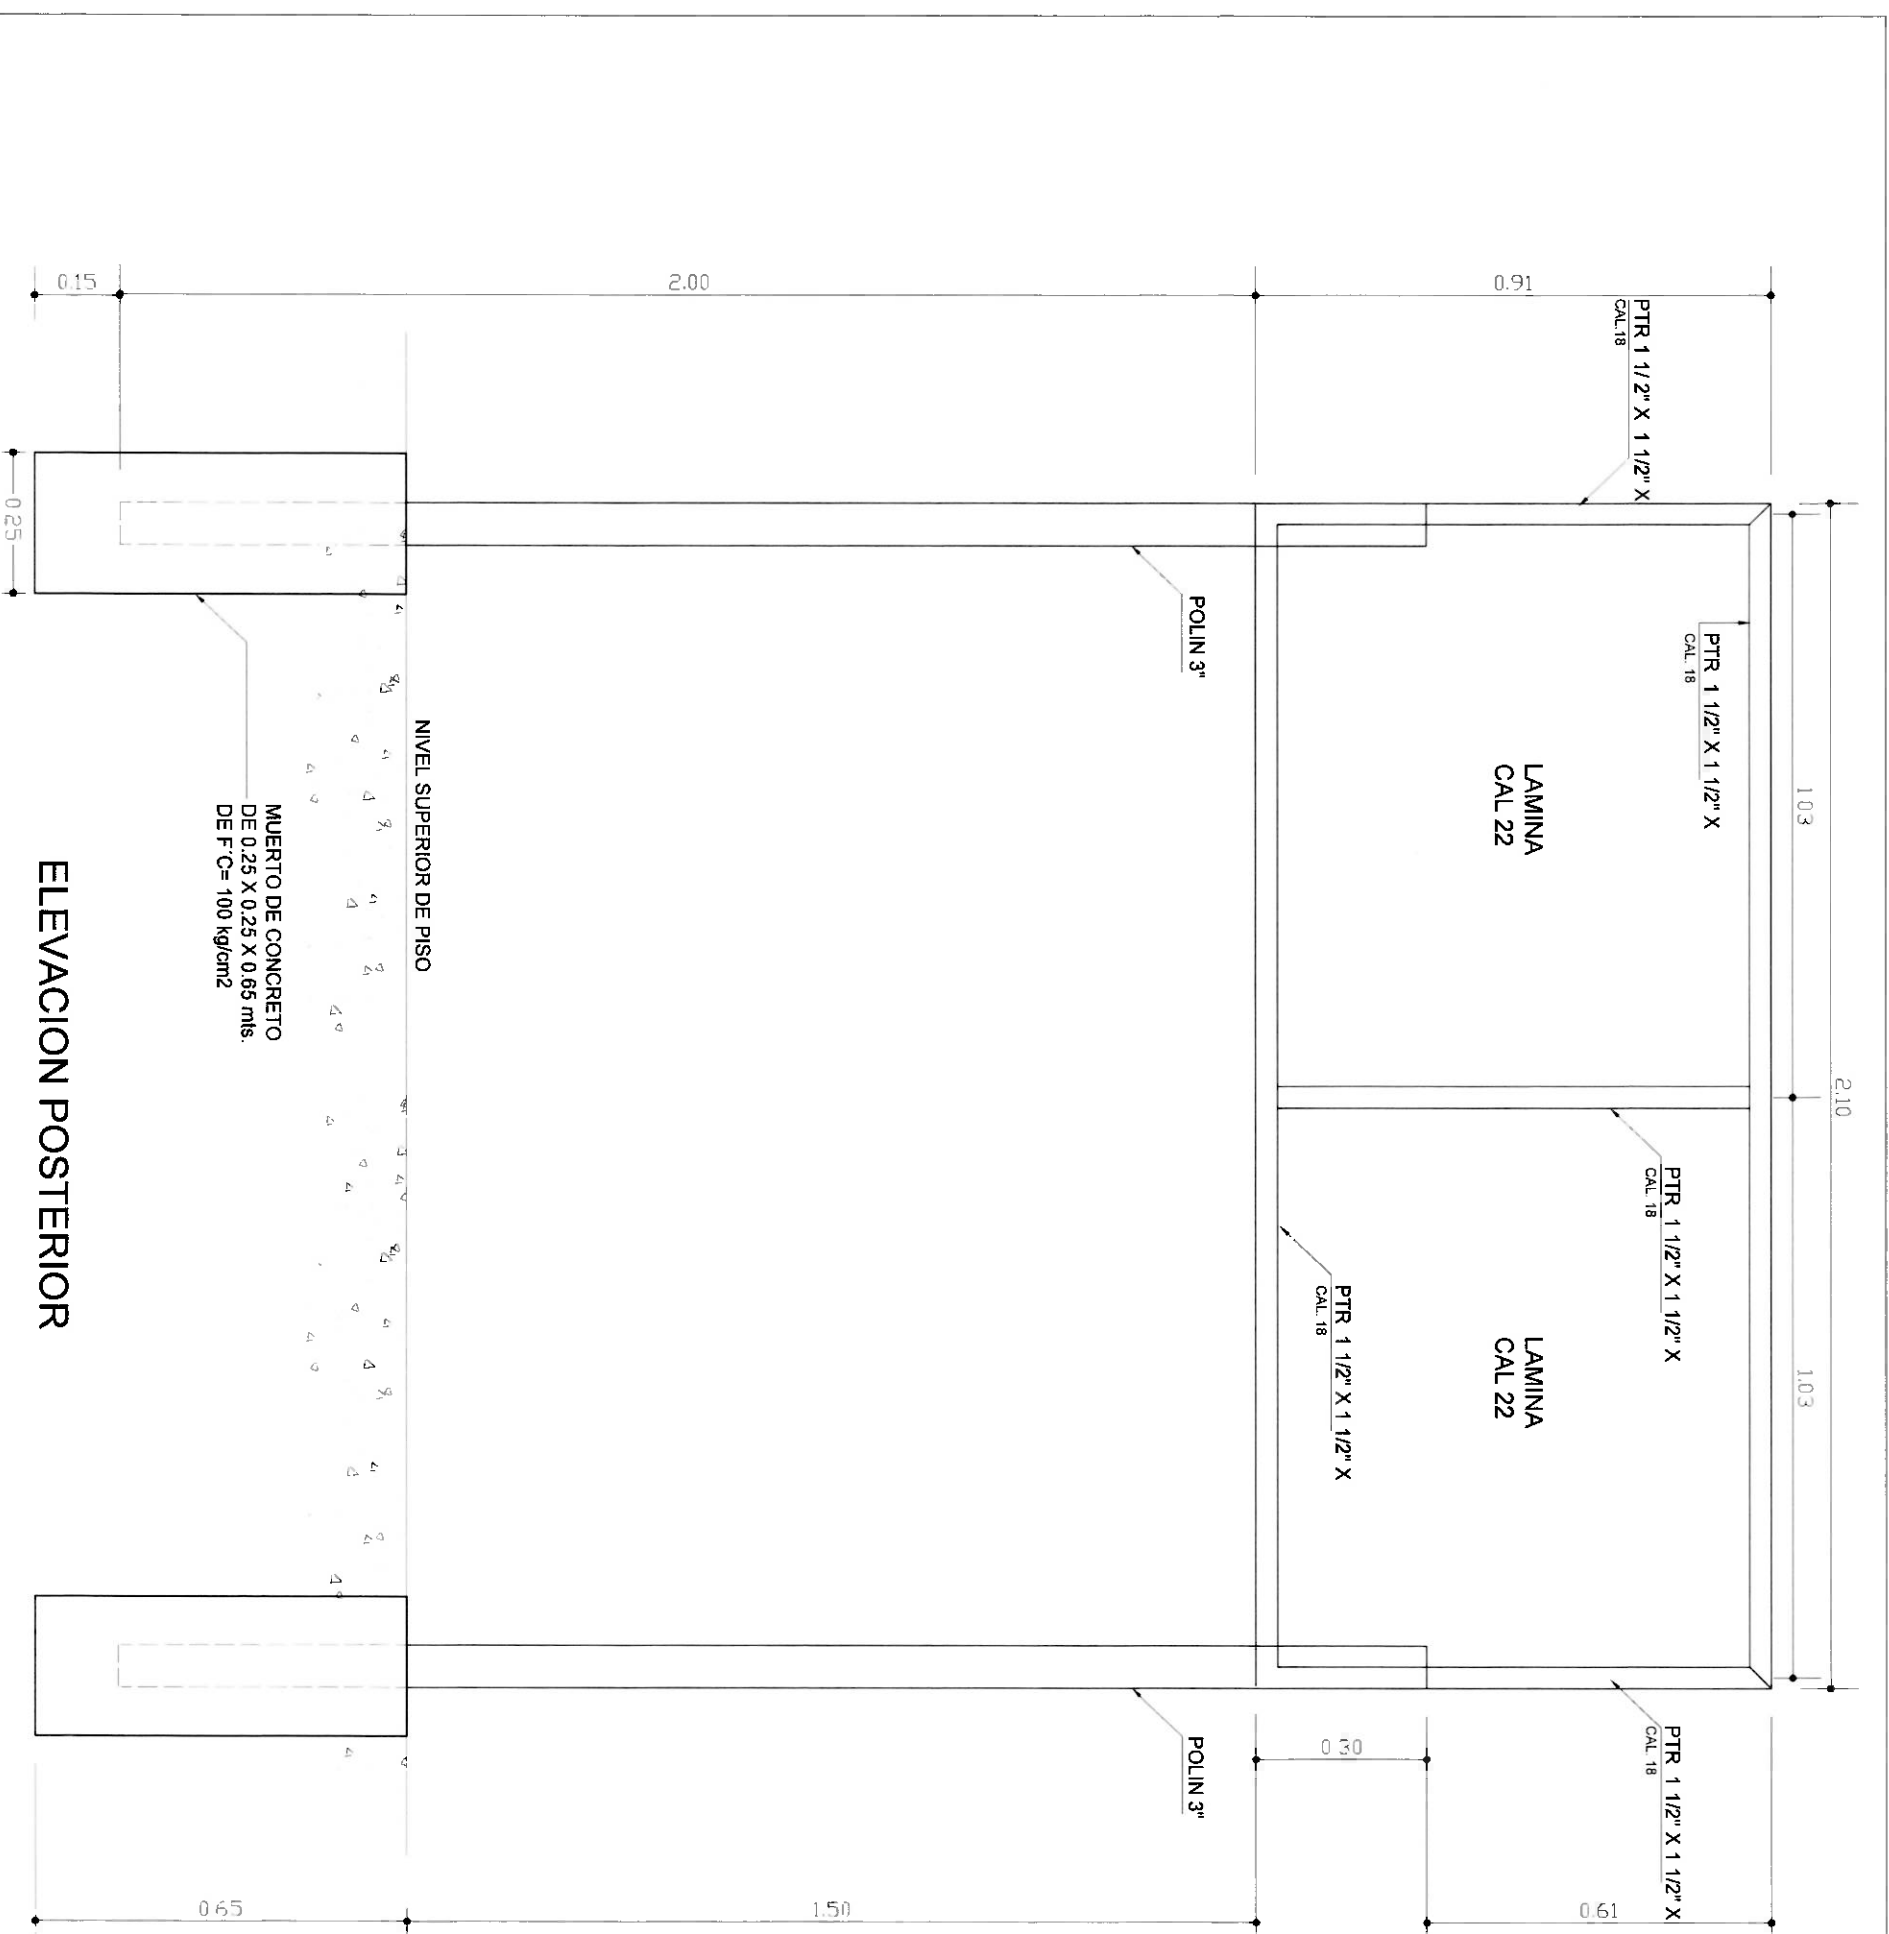 2.10
1.03
1.03
PTR 1 1/ 2" X 1 1/2" X
CAL.18
PTR 1 1/2" X 1 1/2" X
CAL. 18
PTR 1 1/2" X 1 1/2" X
CAL. 18
PTR 1 1/2" X 1 1/2" X
CAL. 18
0.91
LAMINA
CAL 22
LAMINA
CAL 22
0.61
PTR 1 1/2" X 1 1/2" X
CAL. 18
0.30
POLIN 3"
POLIN 3"
2.00
1.50
NIVEL SUPERIOR DE PISO
MUERTO DE CONCRETO
DE 0.25 X 0.25 X 0.65 mts.
DE F´C= 100 kg/cm2
0.15
0.65
0.25
ELEVACION POSTERIOR